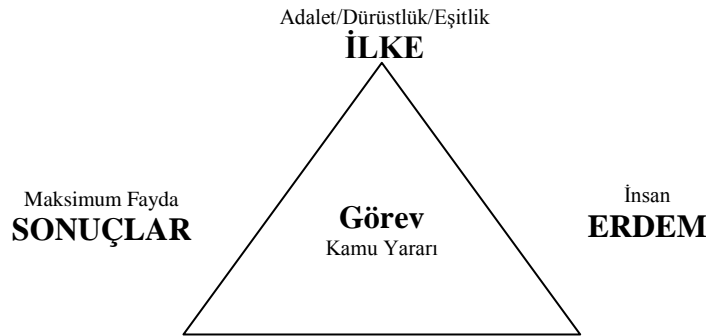 Adalet/Dürüstlük/Eşitlik
İLKE
Maksimum Fayda
SONUÇLAR
Görev
Kamu Yararı
İnsan
ERDEM